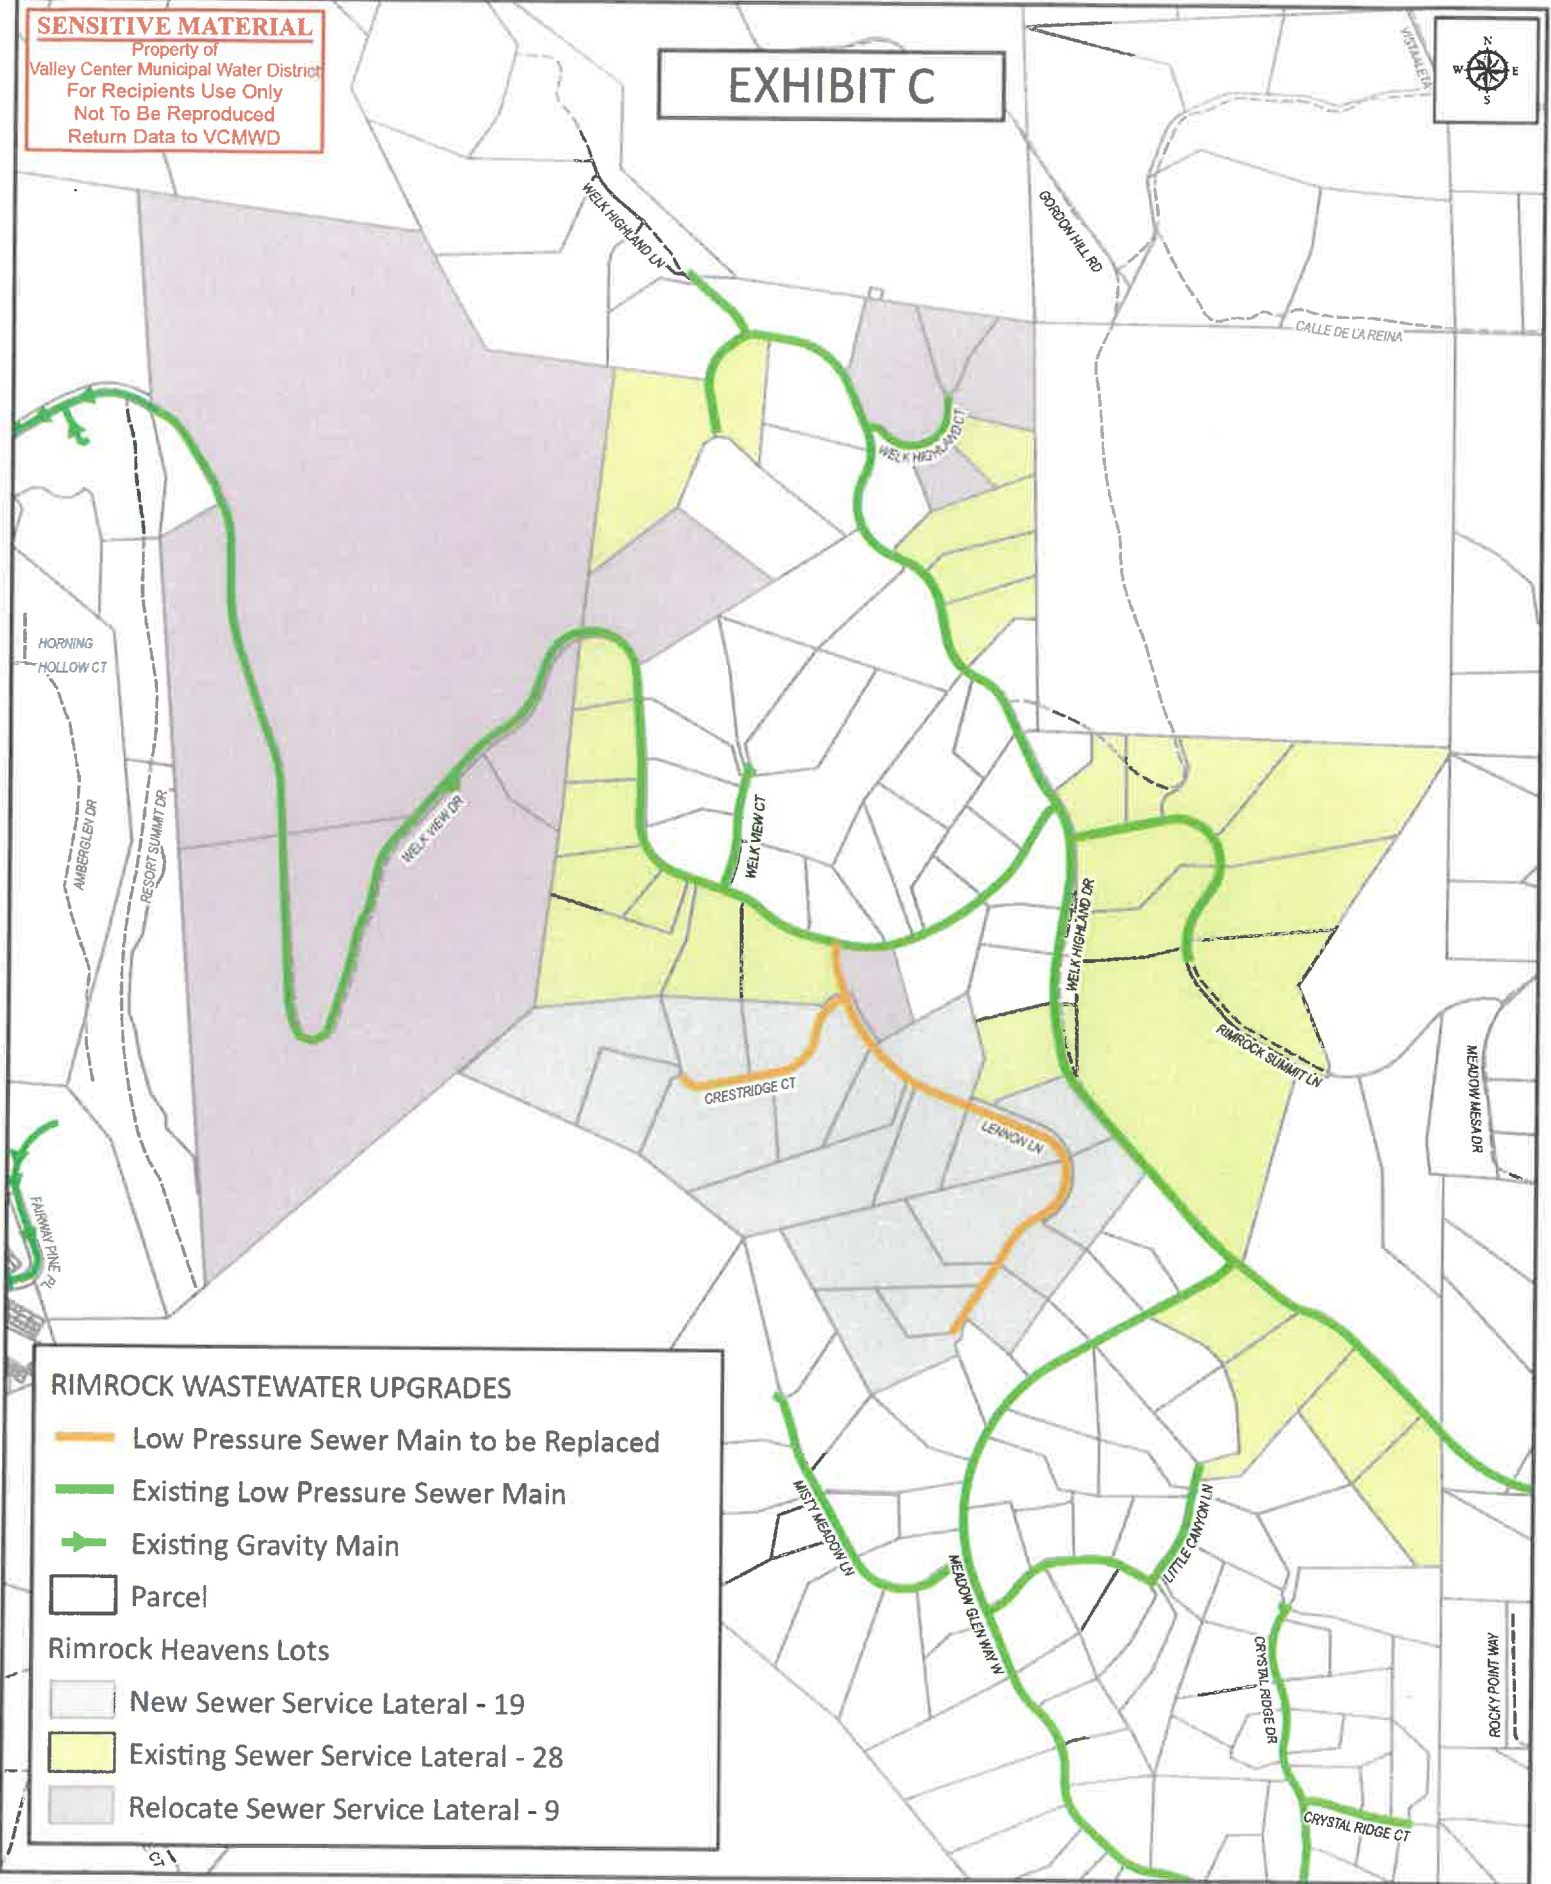 SENSITIVE MATERIAL
Property of
Valley Center Municipal Water District
For Recipients Use Only
Not To Be Reproduced
Return Data to VCMWD
EXHIBIT C
N
W E
S
VISTA ALETA
WELK HIGHLAND LN
GORDON HILL RD
CALLE DE LA REINA
WELK HIGHLAND CT
HORNING
HOLLOW CT
AMBERGLEN DR
RESORT SUMMIT DR
WELK VIEW DR
WELK VIEW CT
WELK HIGHLAND DR
RIMROCK SUMMIT LN
MEADOW MESA DR
CRESTRIDGE CT
LENNON LN
FAIRWAY PINE PL
MISTY MEADOW LN
MEADOW GLEN WAY W
LITTLE CANYON LN
CRYSTAL RIDGE DR
ROCKY POINT WAY
CRYSTAL RIDGE CT
RIMROCK WASTEWATER UPGRADES
Low Pressure Sewer Main to be Replaced
Existing Low Pressure Sewer Main
Existing Gravity Main
Parcel
Rimrock Heavens Lots
New Sewer Service Lateral - 19
Existing Sewer Service Lateral - 28
Relocate Sewer Service Lateral - 9
CT